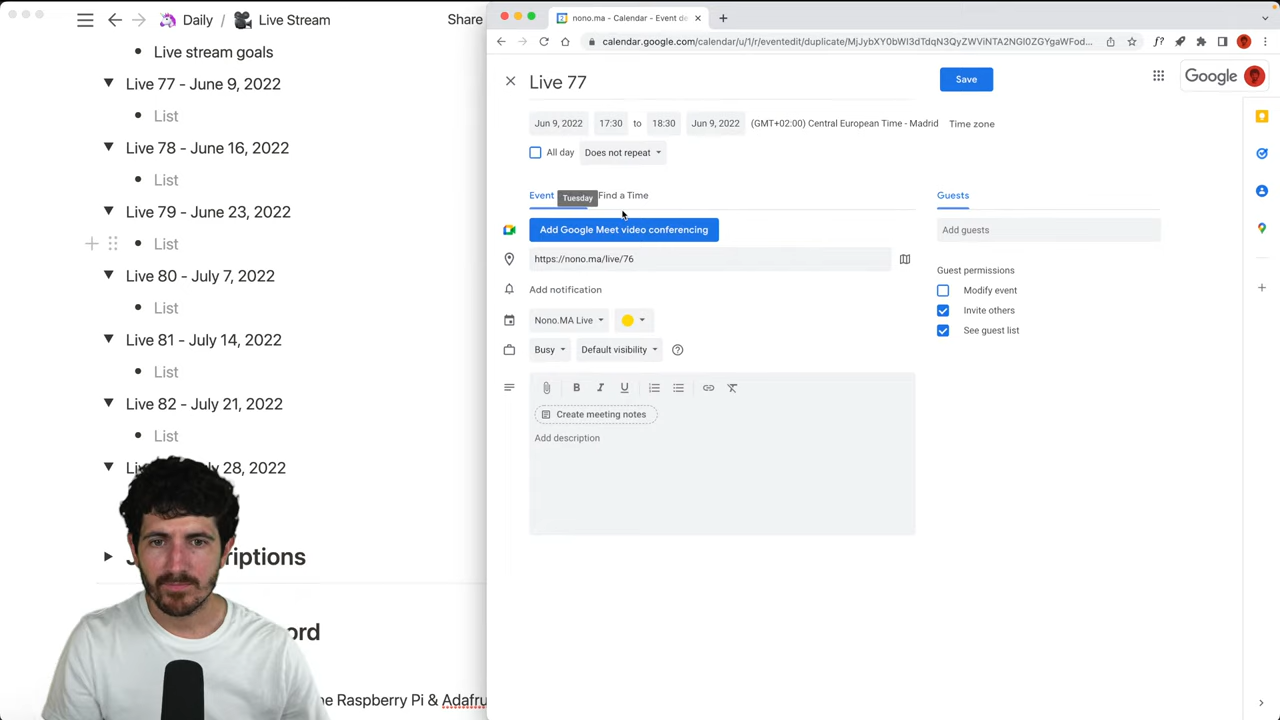 Daily / Live Stream
Share
Live stream goals
Live 77 - June 9, 2022
List
Live 78 - June 16, 2022
List
Live 79 - June 23, 2022
List
Live 80 - July 7, 2022
List
Live 81 - July 14, 2022
List
Live 82 - July 21, 2022
List
28, 2022
riptions
ord
ne Raspberry Pi & Adafru
nono.ma - Calendar - Event de
calendar.google.com/calendar/u/1/r/eventedit/duplicate/MjJybXY0bWI3dTdqN3QyZWViNTA2NGI0ZGYgaWFod...
Live 77
Save
Google
Jun 9, 2022 17:30 to 18:30 Jun 9, 2022 (GMT+02:00) Central European Time - Madrid Time zone
All day Does not repeat
Event Find a Time Guests
Tuesday
Add Google Meet video conferencing
Add guests
https://nono.ma/live/76
Guest permissions
Add notification
Modify event
Invite others
See guest list
Nono.MA Live
Busy Default visibility
Create meeting notes
Add description